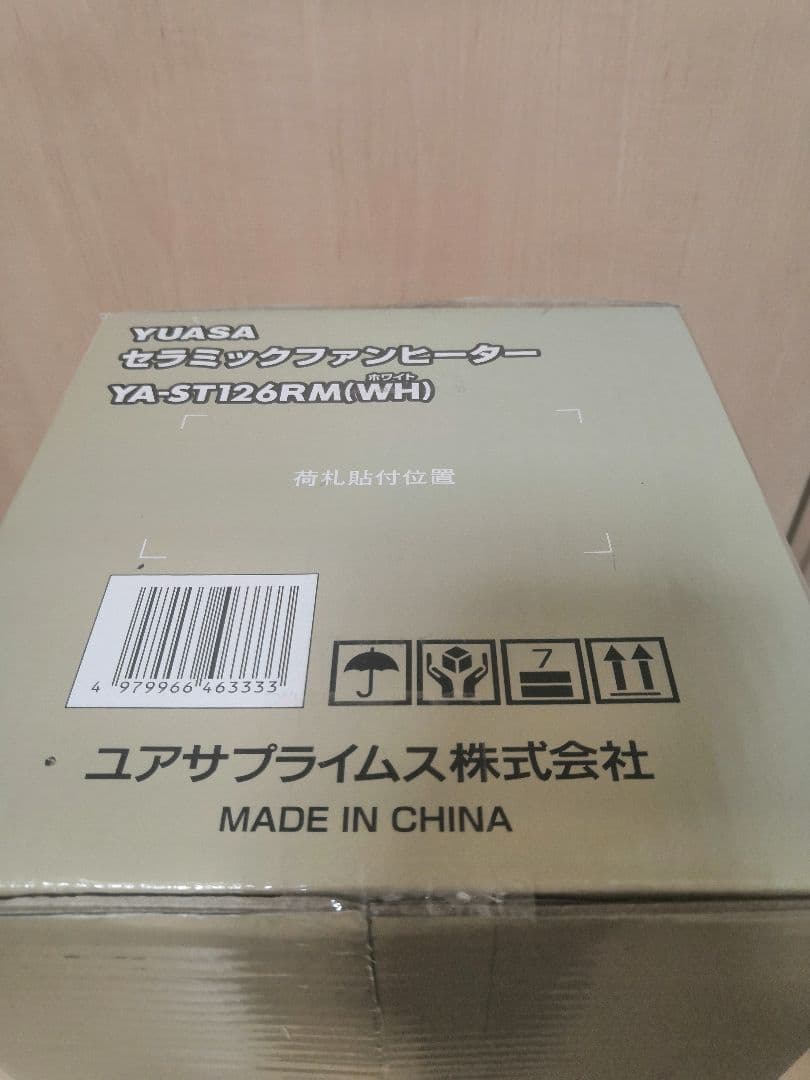 YUASA
セラミックファンヒーター
ホワイト
YA-ST126RM(WH)
荷札貼付位置
4 979966 463333
7
ユアサプライムス株式会社
MADE IN CHINA